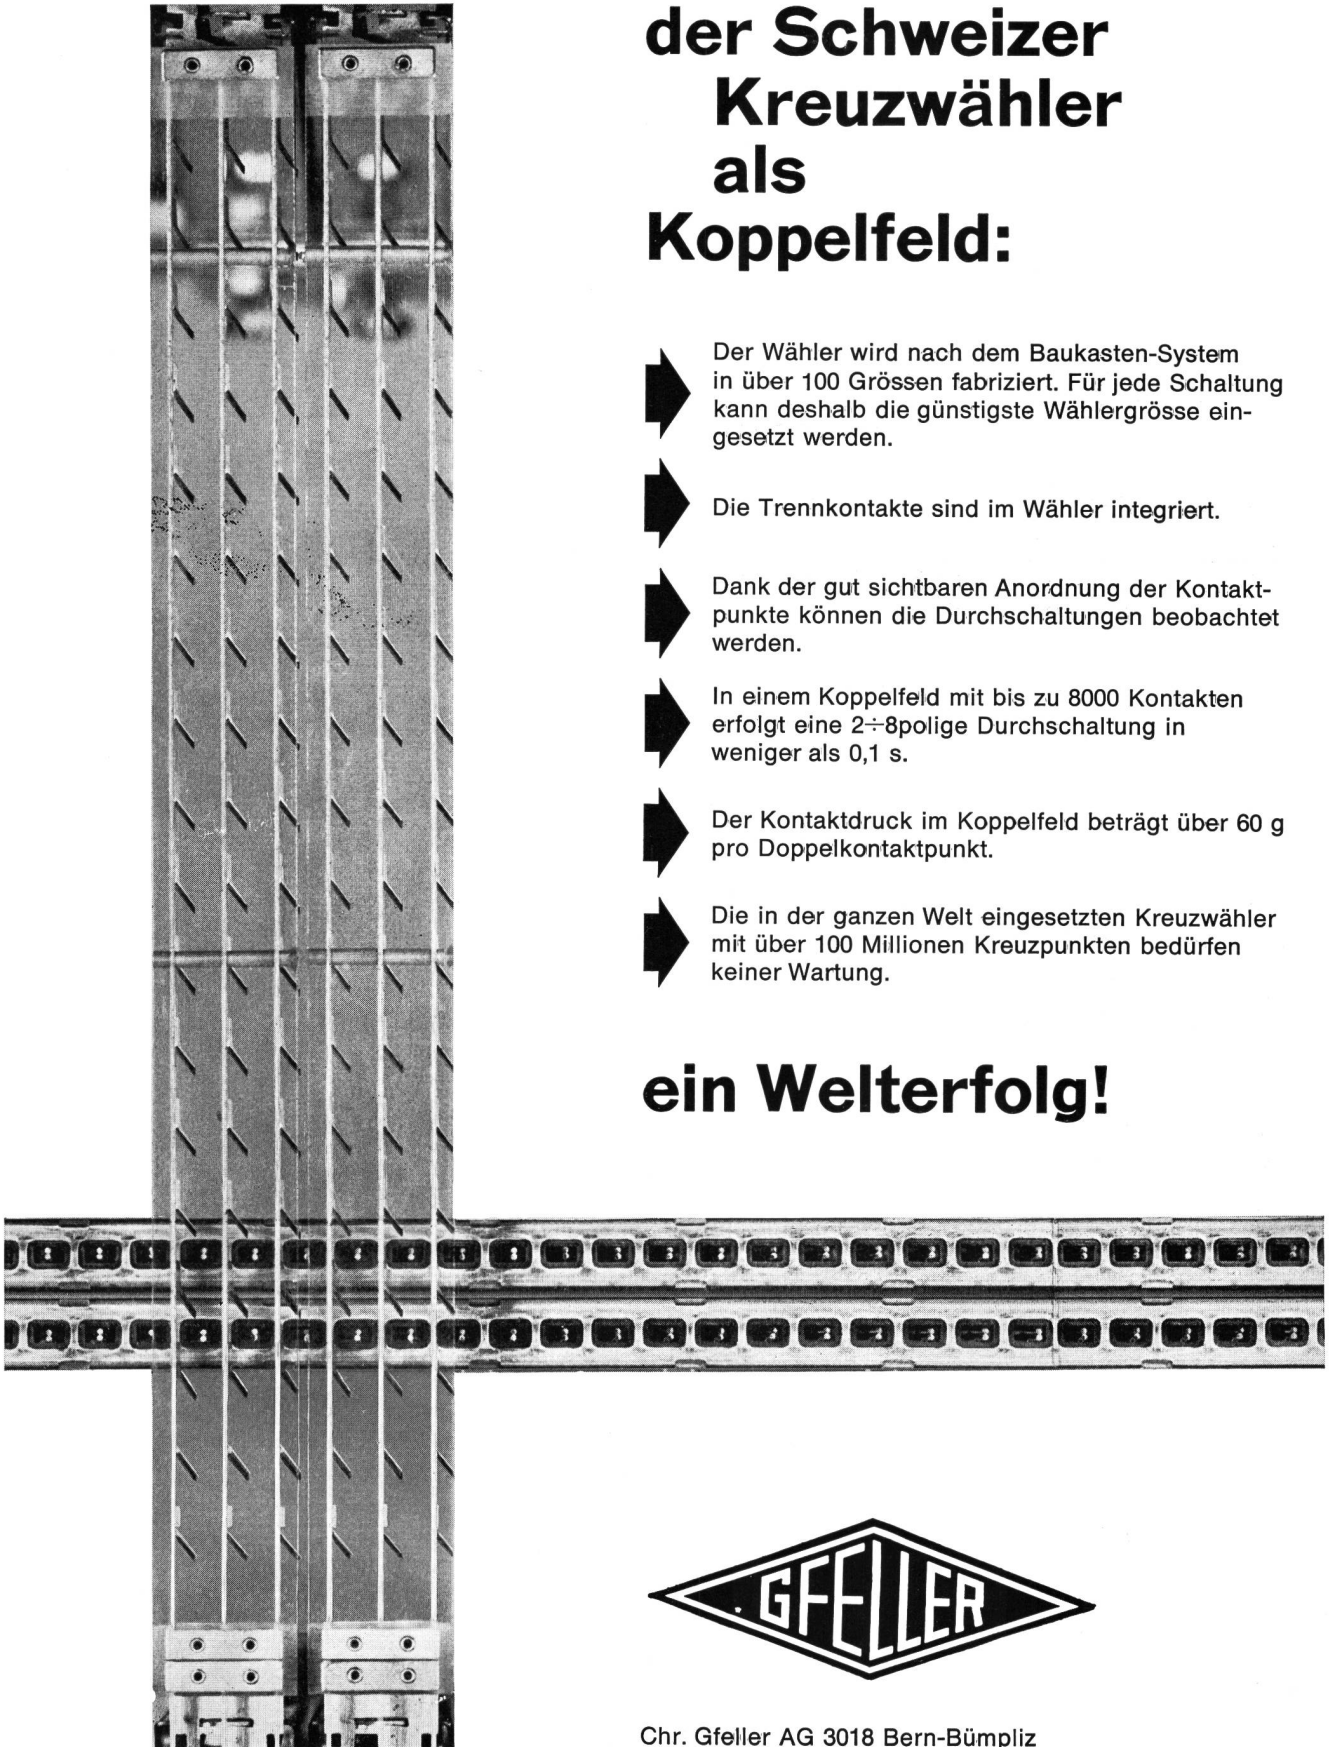 der Schweizer
Kreuzwähler
als
Koppelfeld:
Der Wähler wird nach dem Baukasten-System
in über 100 Grössen fabriziert. Für jede Schaltung
kann deshalb die günstigste Wählergrösse ein-
gesetzt werden.
Die Trennkontakte sind im Wähler integriert.
Dank der gut sichtbaren Anordnung der Kontakt-
punkte können die Durchschaltungen beobachtet
werden.
In einem Koppelfeld mit bis zu 8000 Kontakten
erfolgt eine 2÷8polige Durchschaltung in
weniger als 0,1 s.
Der Kontaktdruck im Koppelfeld beträgt über 60 g
pro Doppelkontaktpunkt.
Die in der ganzen Welt eingesetzten Kreuzwähler
mit über 100 Millionen Kreuzpunkten bedürfen
keiner Wartung.
ein Welterfolg!
GFELLER
Chr. Gfeller AG 3018 Bern-Bümpliz